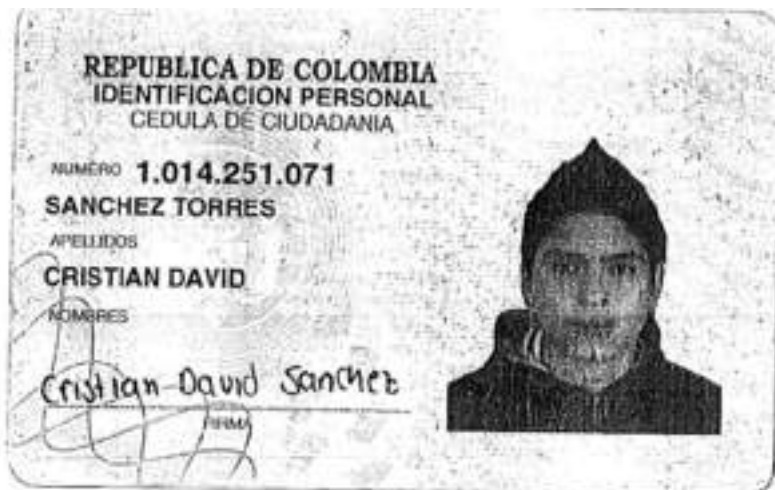 REPUBLICA DE COLOMBIA
IDENTIFICACION PERSONAL
CEDULA DE CIUDADANIA
NUMERO 1.014.251.071
SANCHEZ TORRES
APELLIDOS
CRISTIAN DAVID
NOMBRES
Cristian David Sanchez
FIRMA